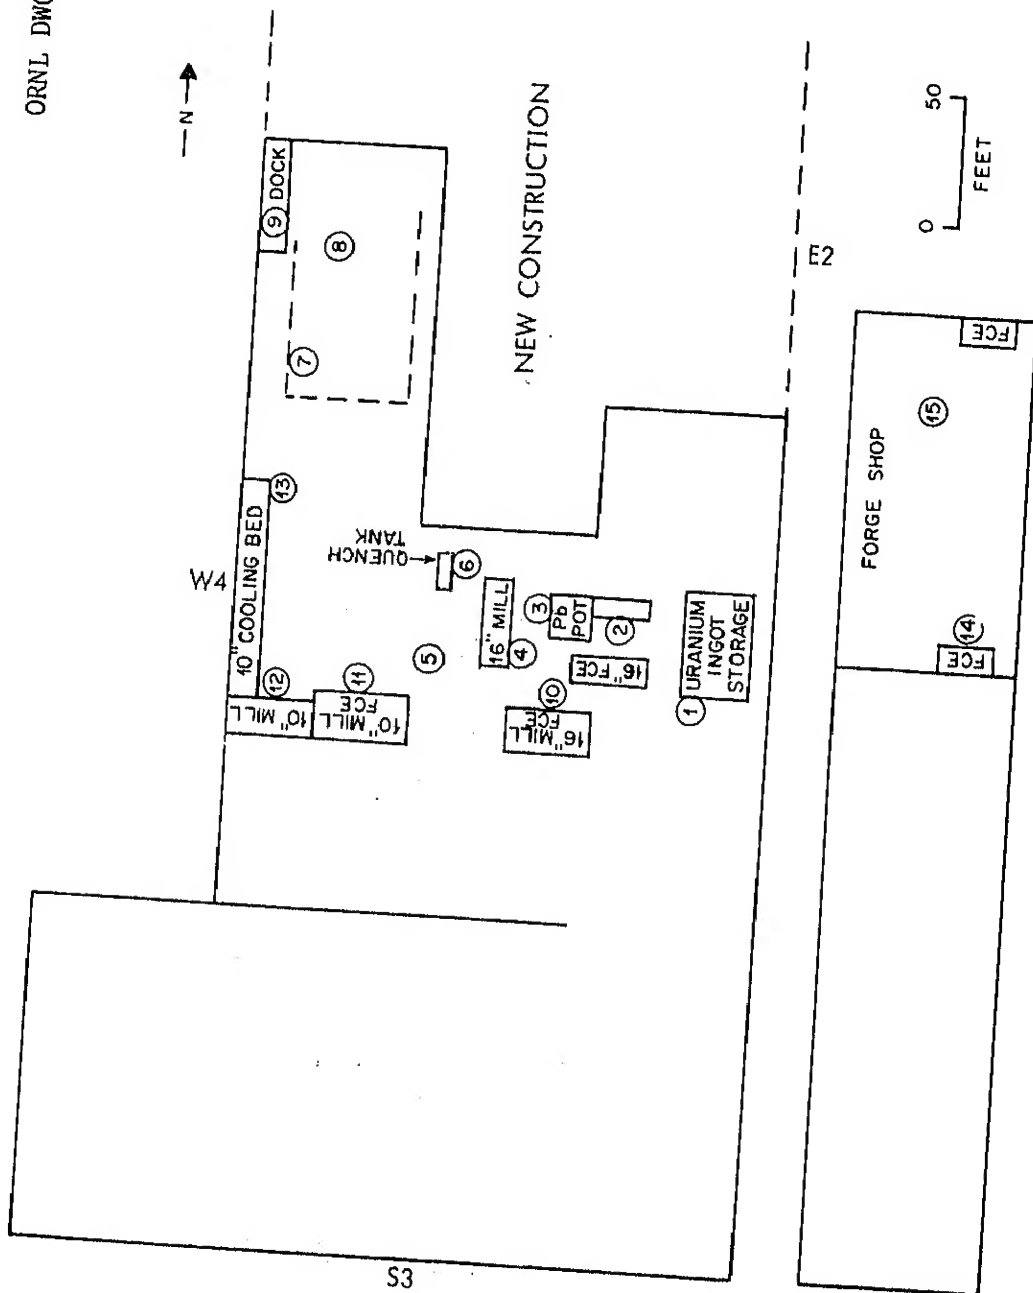 ORNL DWG
N
9
DOCK
8
7
NEW CONSTRUCTION
E2
0
50
FEET
FCE
15
FORGE SHOP
14
FCE
W4
10" COOLING BED
13
12
10" MILL
11
10" MILL
FCE
QUENCH
TANK
6
5
16" MILL
4
3
Pb
POT
2
16" FCE
10
16" MILL
FCE
1
URANIUM
INGOT
STORAGE
S3